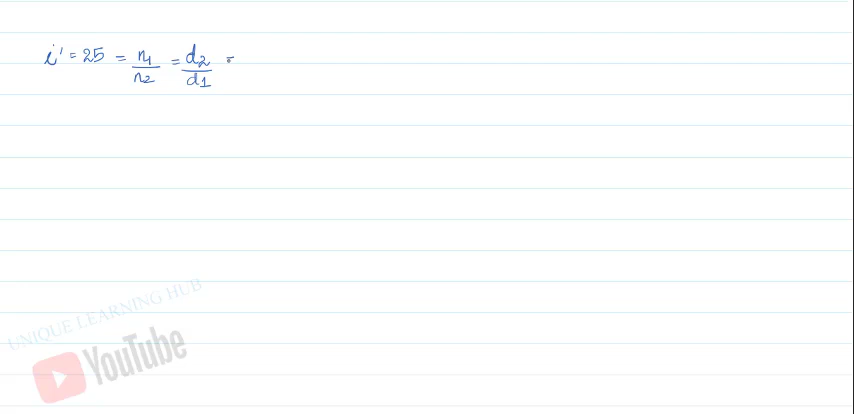 i' = 25 = n1/n2 = d2/d1 =
UNIQUE LEARNING HUB
YouTube